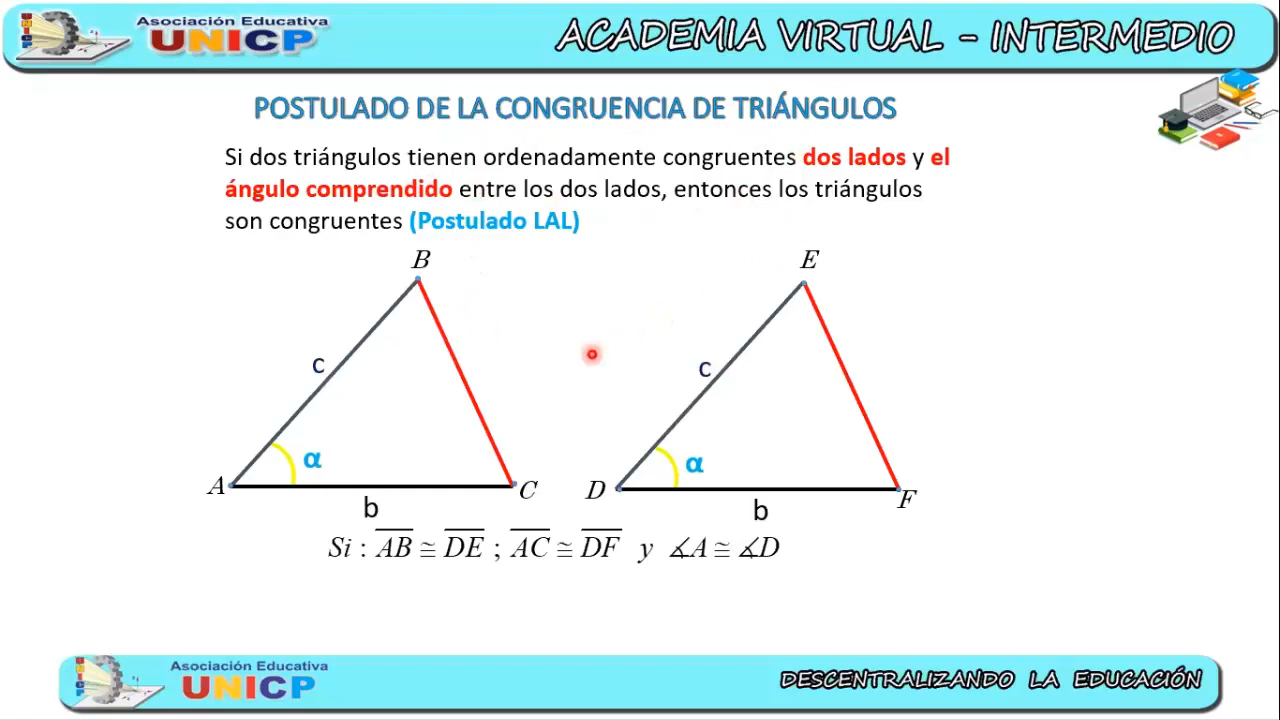 Asociación Educativa
UNICP
ACADEMIA VIRTUAL - INTERMEDIO
POSTULADO DE LA CONGRUENCIA DE TRIÁNGULOS
Si dos triángulos tienen ordenadamente congruentes dos lados y el
ángulo comprendido entre los dos lados, entonces los triángulos
son congruentes (Postulado LAL)
B
E
c
c
α
α
A
C
D
F
b
b
Si : AB ≅ DE ; AC ≅ DF y ∡A ≅ ∡D
Asociación Educativa
UNICP
DESCENTRALIZANDO LA EDUCACIÓN